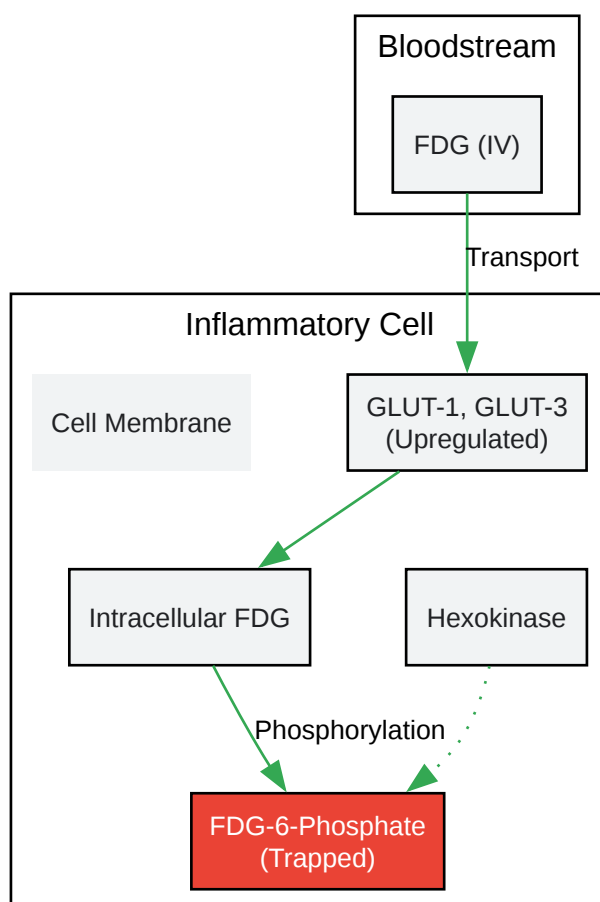 Bloodstream
FDG (IV)
Transport
Inflammatory Cell
Cell Membrane
GLUT-1, GLUT-3
(Upregulated)
Intracellular FDG
Hexokinase
Phosphorylation
FDG-6-Phosphate
(Trapped)